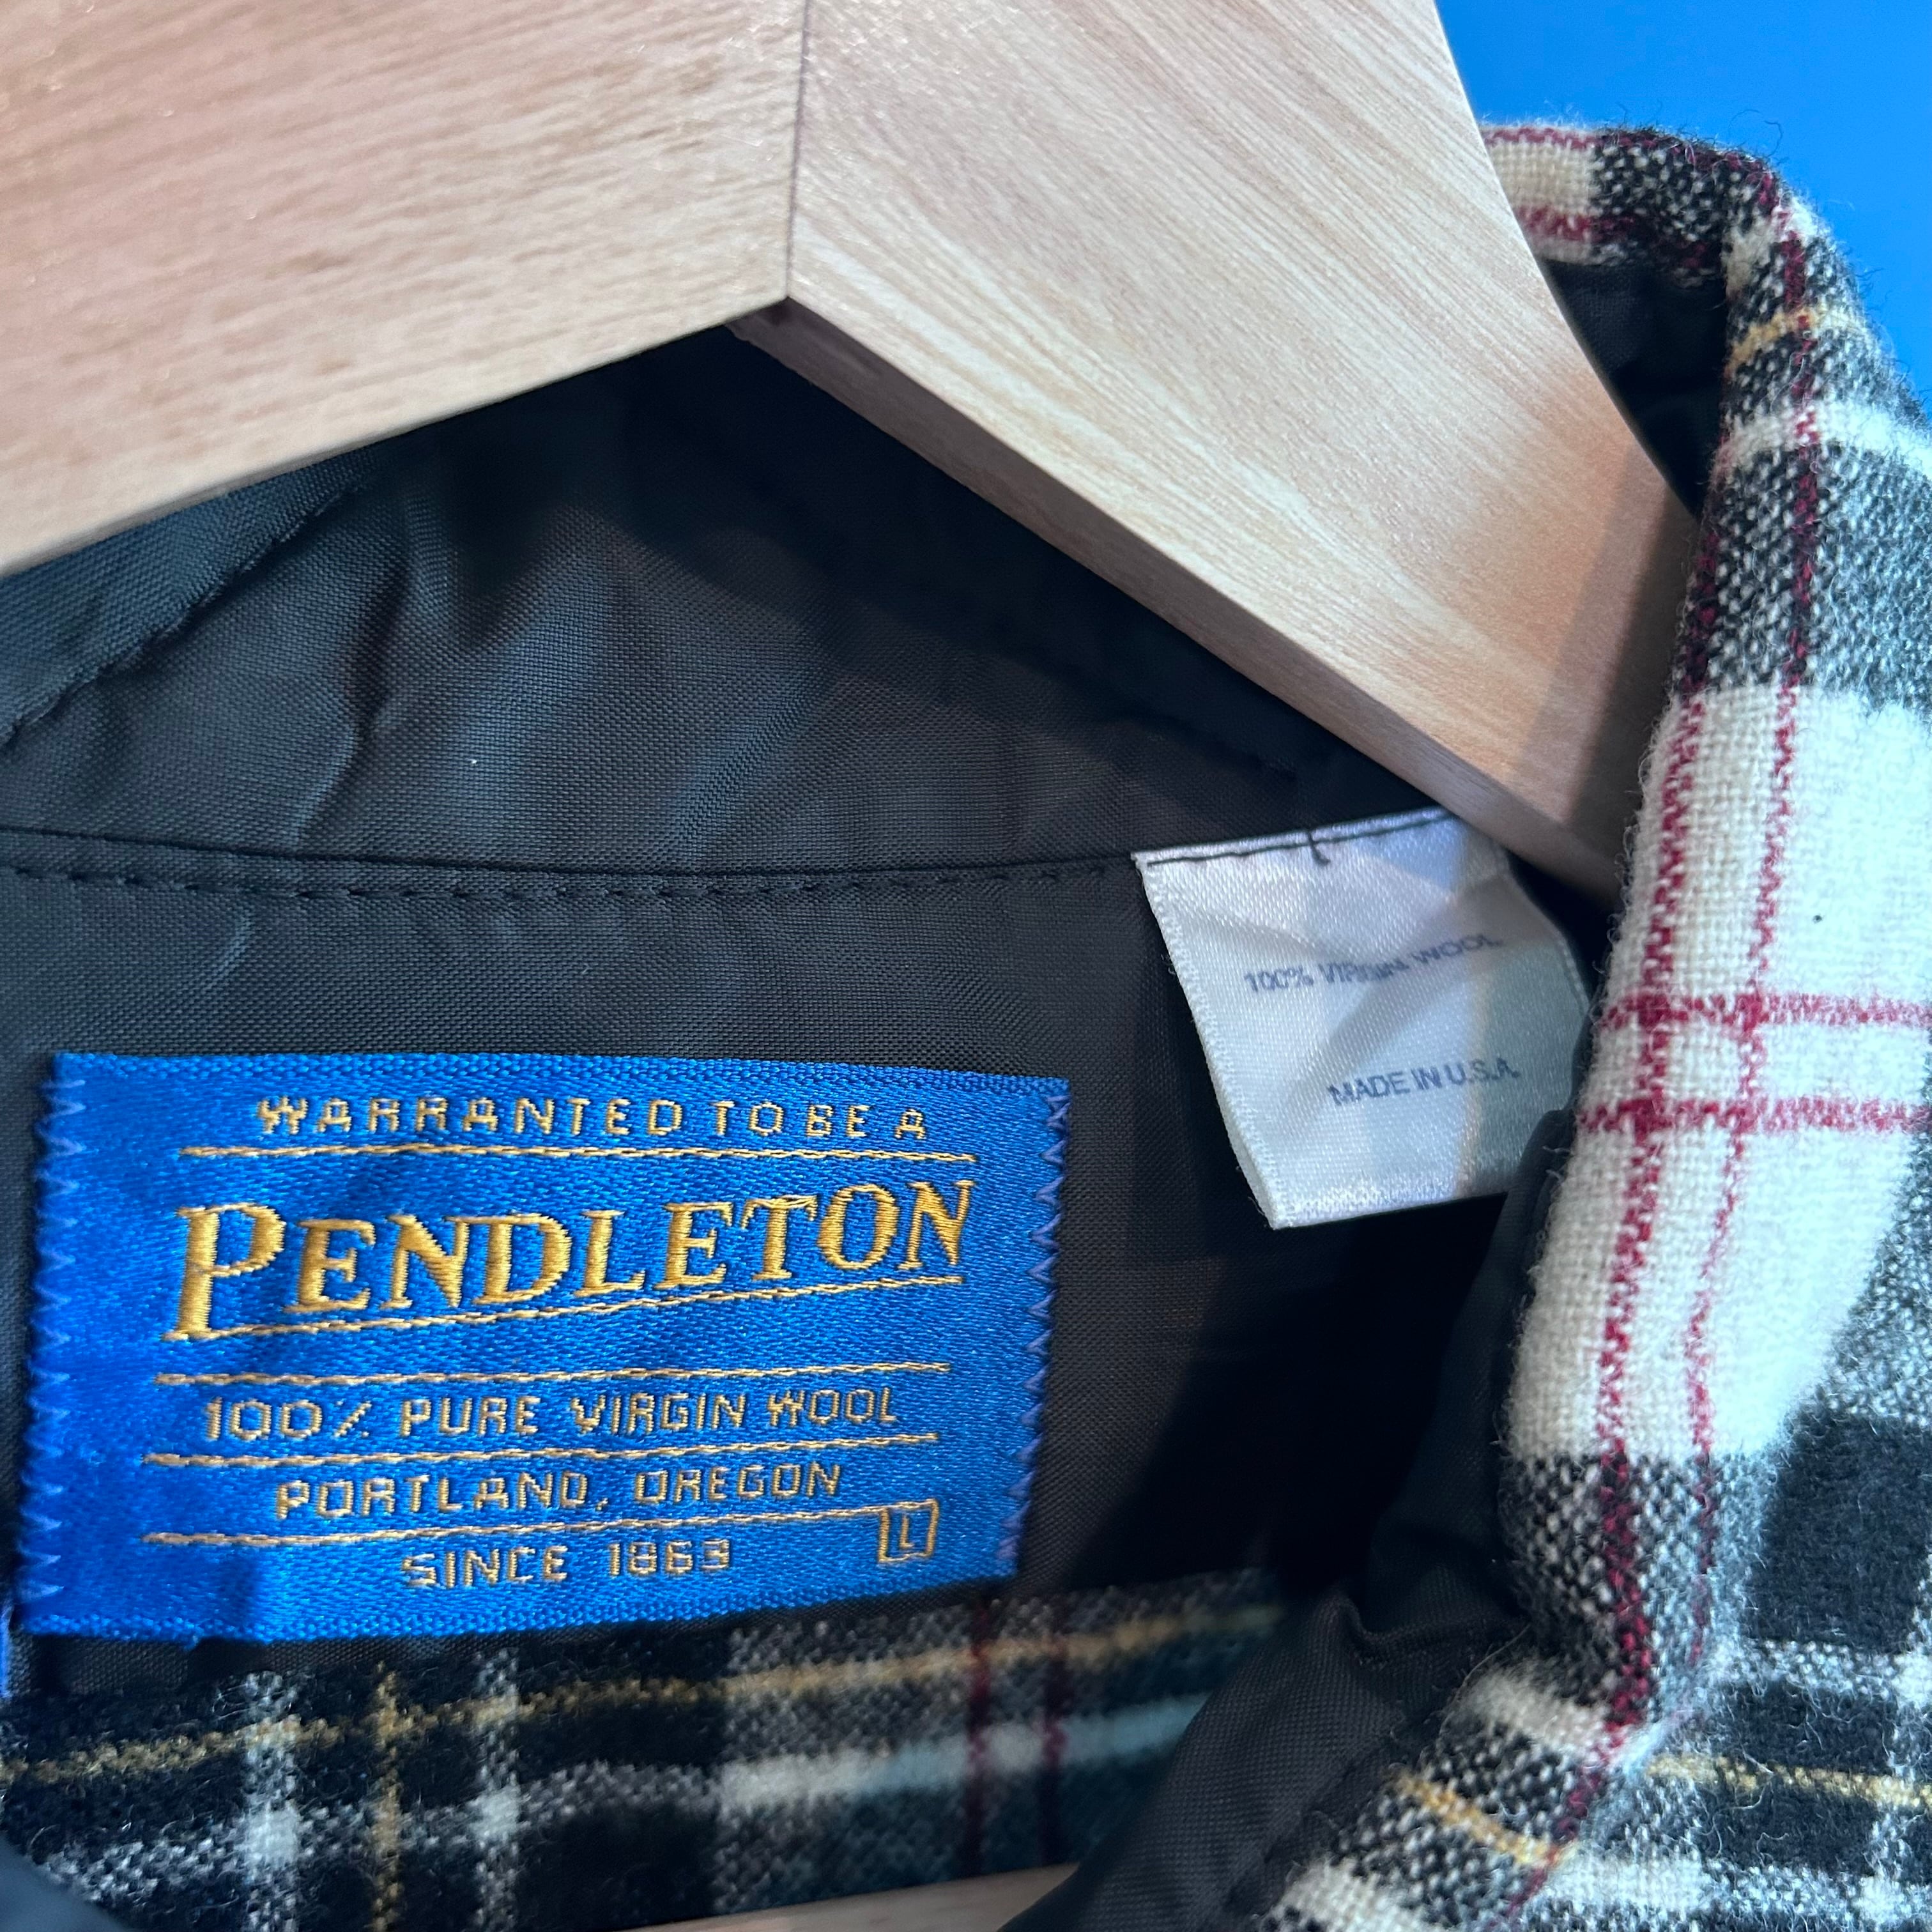 WARRANTED TO BE A
PENDLETON
100% PURE VIRGIN WOOL
PORTLAND, OREGON
L
SINCE 1863
100% VIRGIN WOOL
MADE IN U.S.A.